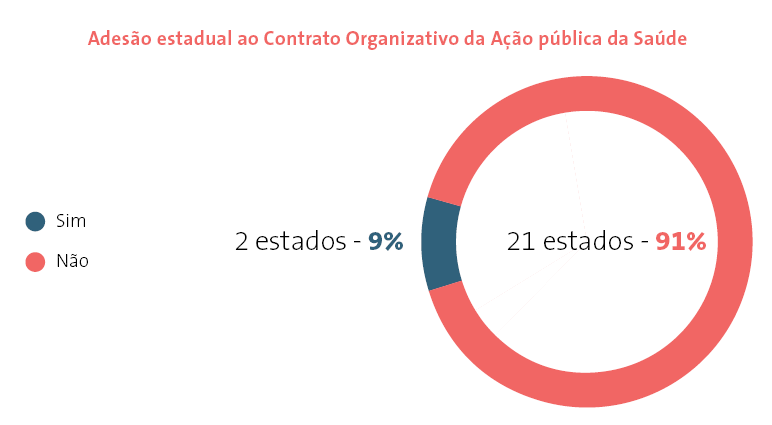 Adesão estadual ao Contrato Organizativo da Ação pública da Saúde
Sim
Não
2 estados - 9%
21 estados - 91%